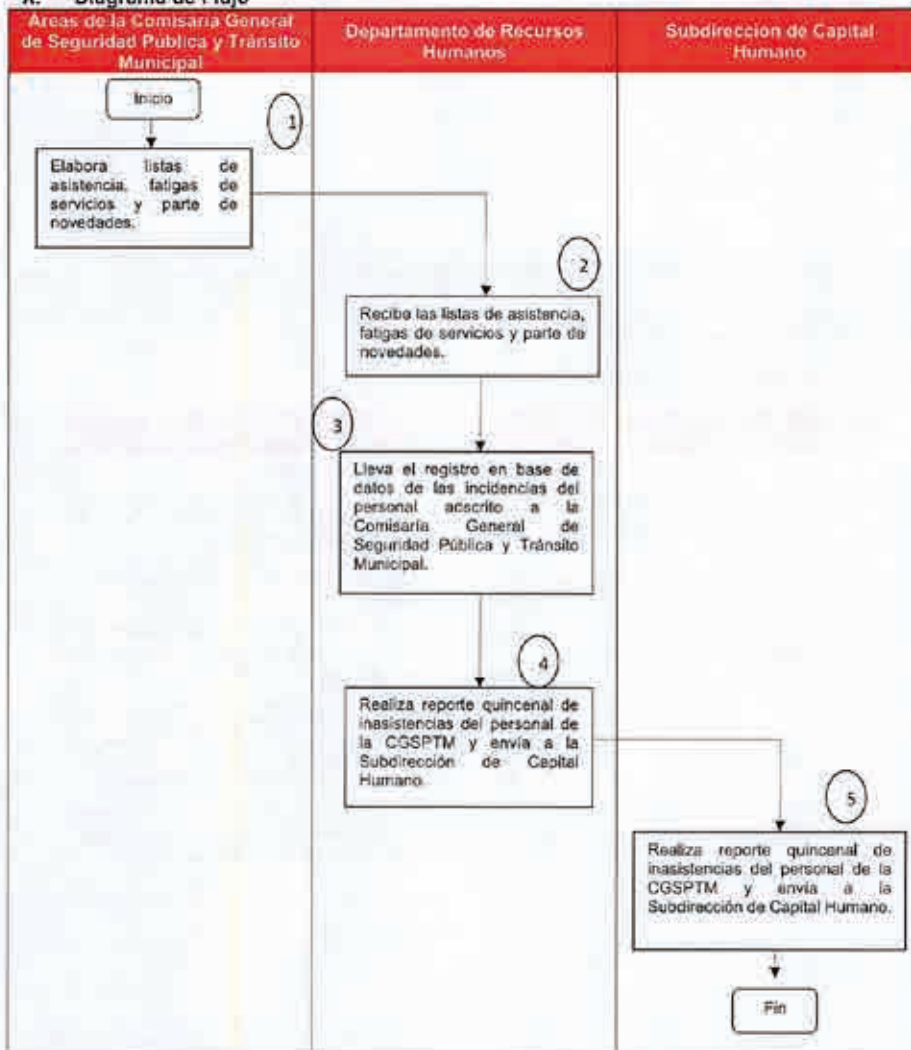 X. Diagrama de Flujo
Áreas de la Comisaría General
de Seguridad Pública y Tránsito
Municipal
Departamento de Recursos
Humanos
Subdirección de Capital
Humano
Inicio
1
Elabora listas de
asistencia, fatigas de
servicios y parte de
novedades.
2
Recibe las listas de asistencia,
fatigas de servicios y parte de
novedades.
3
Lleva el registro en base de
datos de las incidencias del
personal adscrito a la
Comisaría General de
Seguridad Pública y Tránsito
Municipal.
4
Realiza reporte quincenal de
inasistencias del personal de
la CGSPTM y envía a la
Subdirección de Capital
Humano.
5
Realiza reporte quincenal de
inasistencias del personal de la
CGSPTM y envía a la
Subdirección de Capital Humano.
Fin